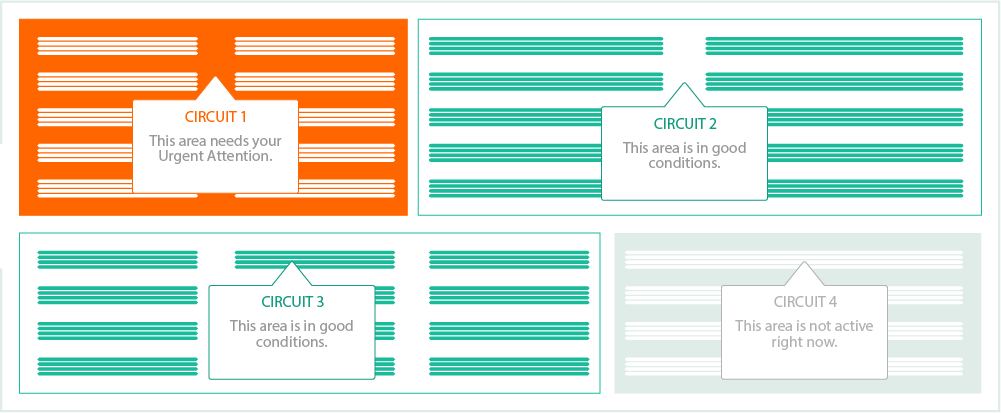 CIRCUIT 1
This area needs your
Urgent Attention.
CIRCUIT 2
This area is in good
conditions.
CIRCUIT 3
This area is in good
conditions.
CIRCUIT 4
This area is not active
right now.